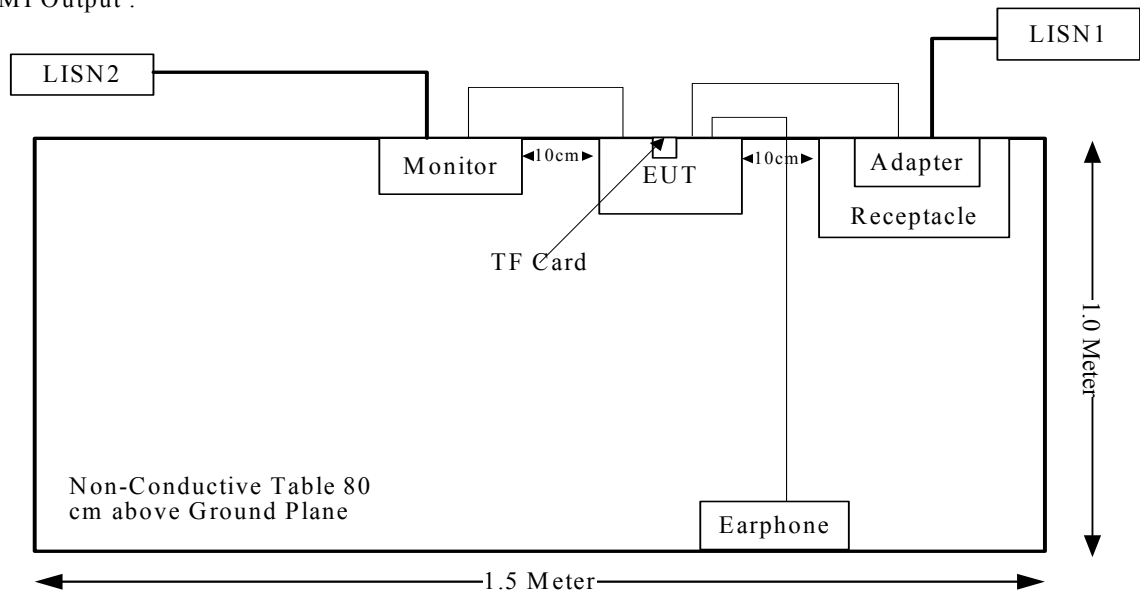 MI Output :
LISN1
LISN2
10cm
10cm
Monitor
EUT
Adapter
Receptacle
TF Card
1.0 Meter
Non-Conductive Table 80
cm above Ground Plane
Earphone
1.5 Meter